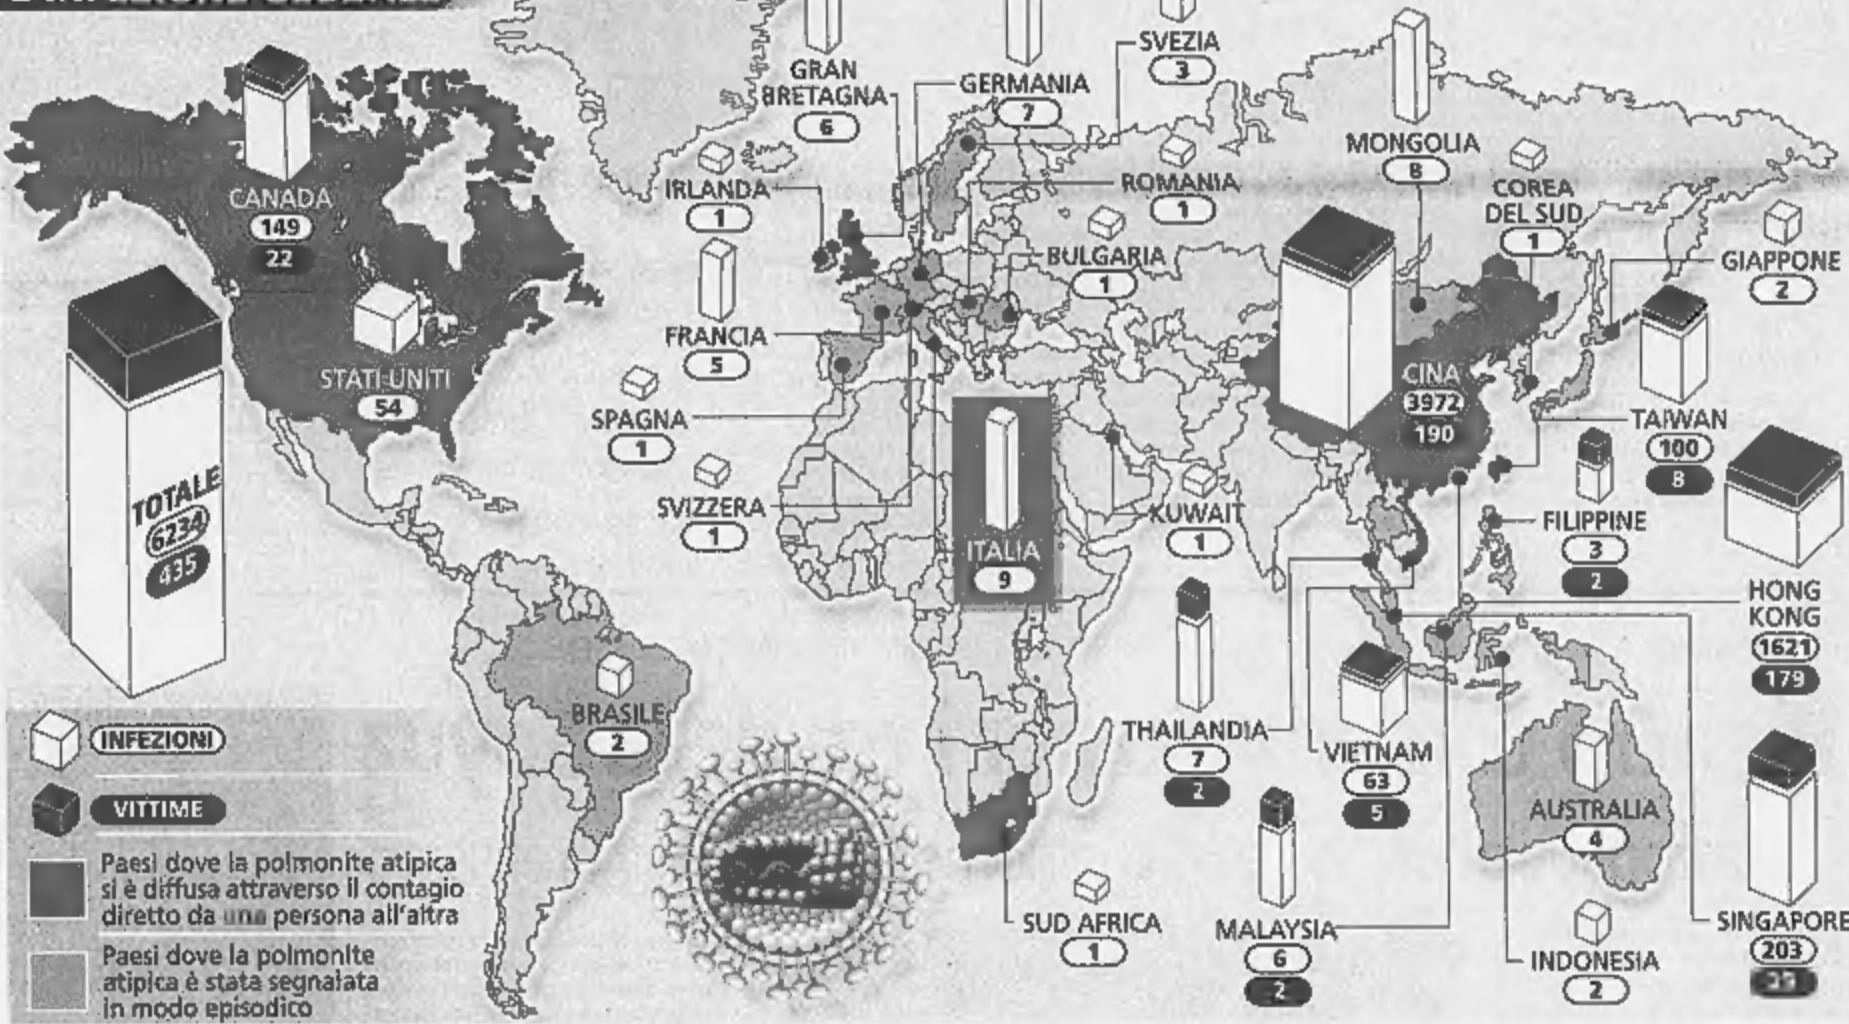 GRAN
BRETAGNA
6
GERMANIA
7
SVEZIA
3
MONGOLIA
8
CANADA
149
22
IRLANDA
1
ROMANIA
1
COREA
DEL SUD
1
BULGARIA
1
GIAPPONE
2
FRANCIA
5
STATI UNITI
54
CINA
3972
190
SPAGNA
1
TAIWAN
100
8
TOTALE
6234
435
SVIZZERA
1
ITALIA
9
KUWAIT
1
FILIPPINE
3
2
HONG
KONG
1621
179
BRASILE
2
THAILANDIA
7
2
VIETNAM
63
5
AUSTRALIA
4
SUD AFRICA
1
MALAYSIA
6
2
INDONESIA
2
SINGAPORE
203
INFEZIONI
VITTIME
Paesi dove la polmonite atipica
si è diffusa attraverso il contagio
diretto da una persona all'altra
Paesi dove la polmonite
atipica è stata segnalata
in modo episodico